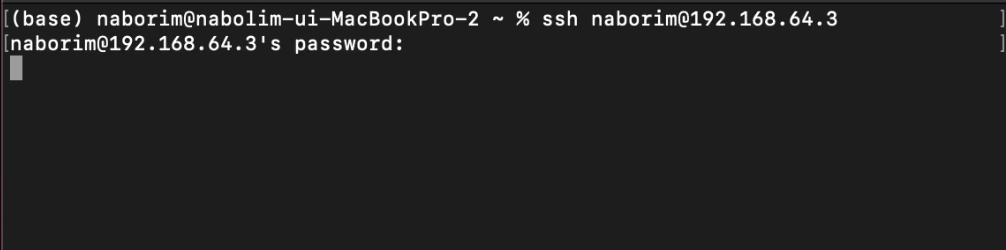 [(base) naborim@nabolim-ui-MacBookPro-2 ~ % ssh naborim@192.168.64.3 ]
[naborim@192.168.64.3's password: ]